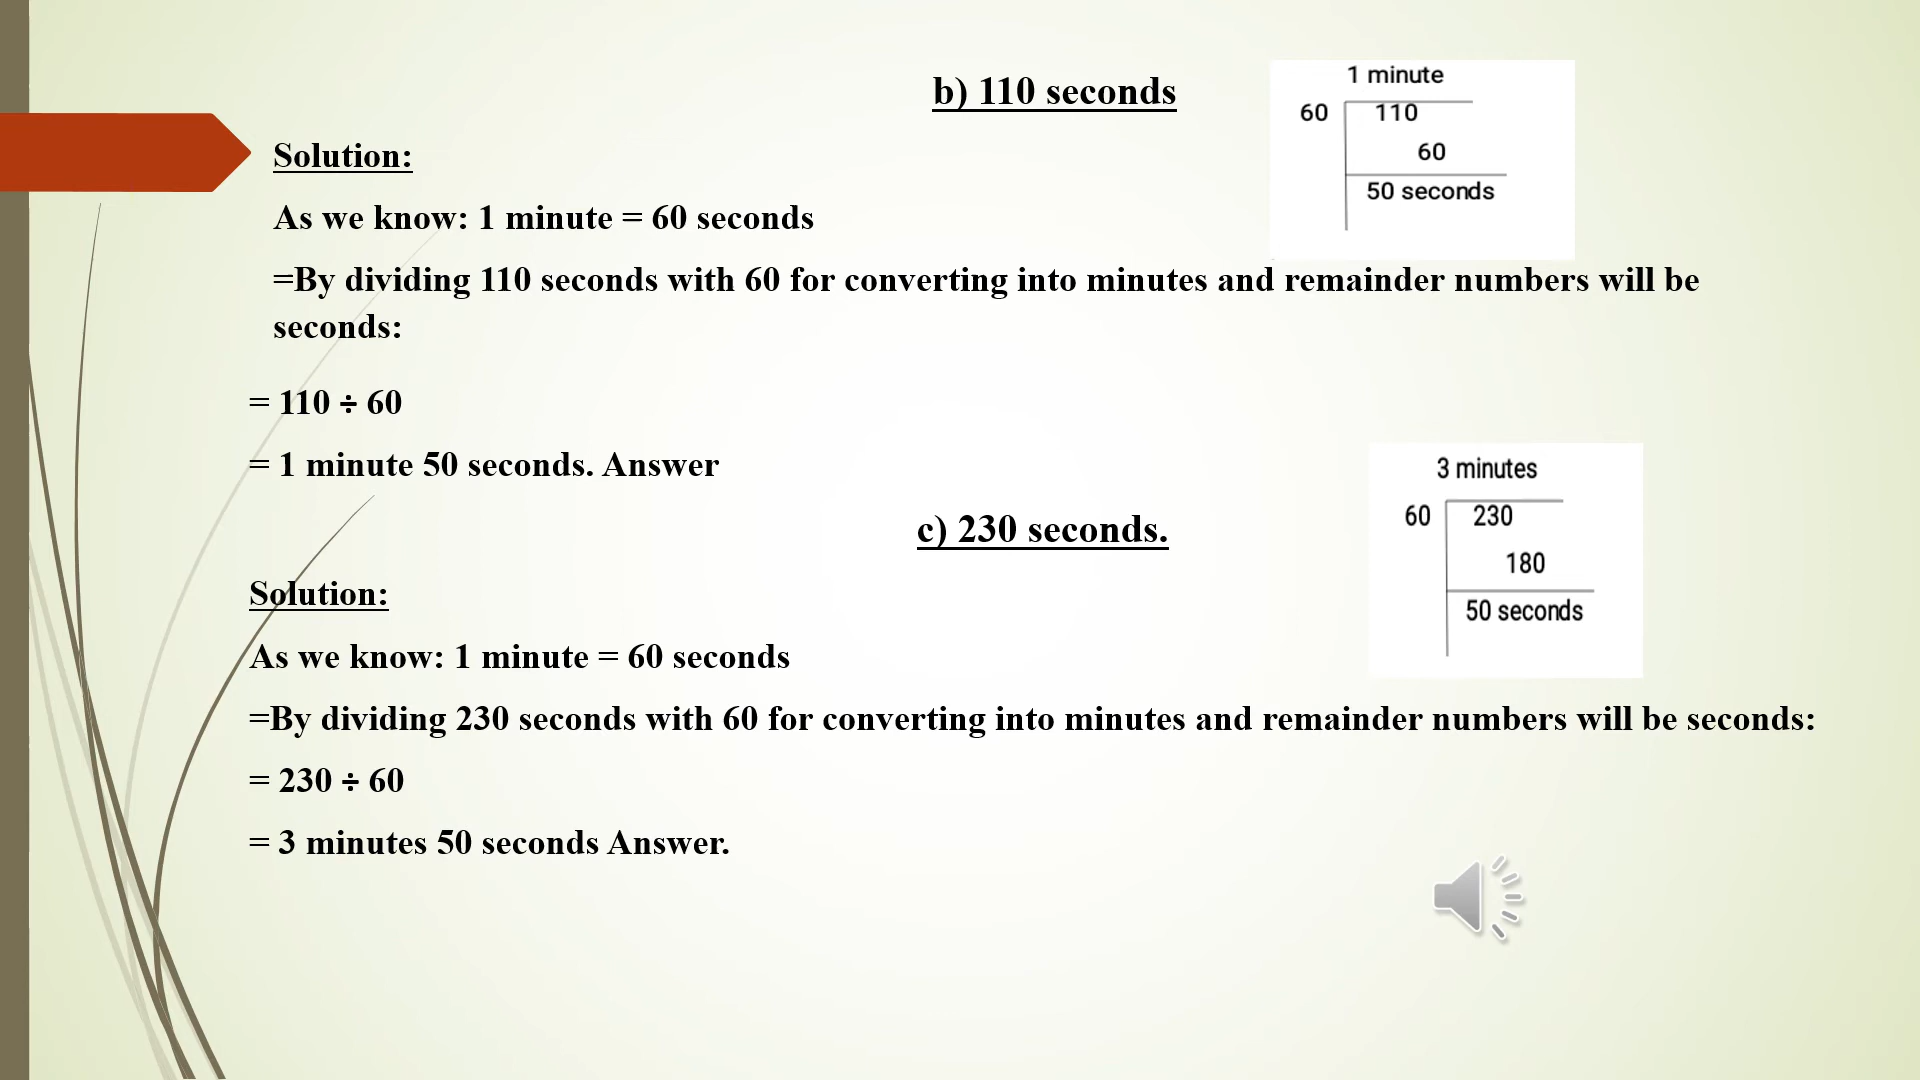 b) 110 seconds
1 minute
60 110
60
50 seconds
Solution:
As we know: 1 minute = 60 seconds
=By dividing 110 seconds with 60 for converting into minutes and remainder numbers will be
seconds:
= 110 ÷ 60
= 1 minute 50 seconds. Answer
c) 230 seconds.
3 minutes
60 230
180
50 seconds
Solution:
As we know: 1 minute = 60 seconds
=By dividing 230 seconds with 60 for converting into minutes and remainder numbers will be seconds:
= 230 ÷ 60
= 3 minutes 50 seconds Answer.